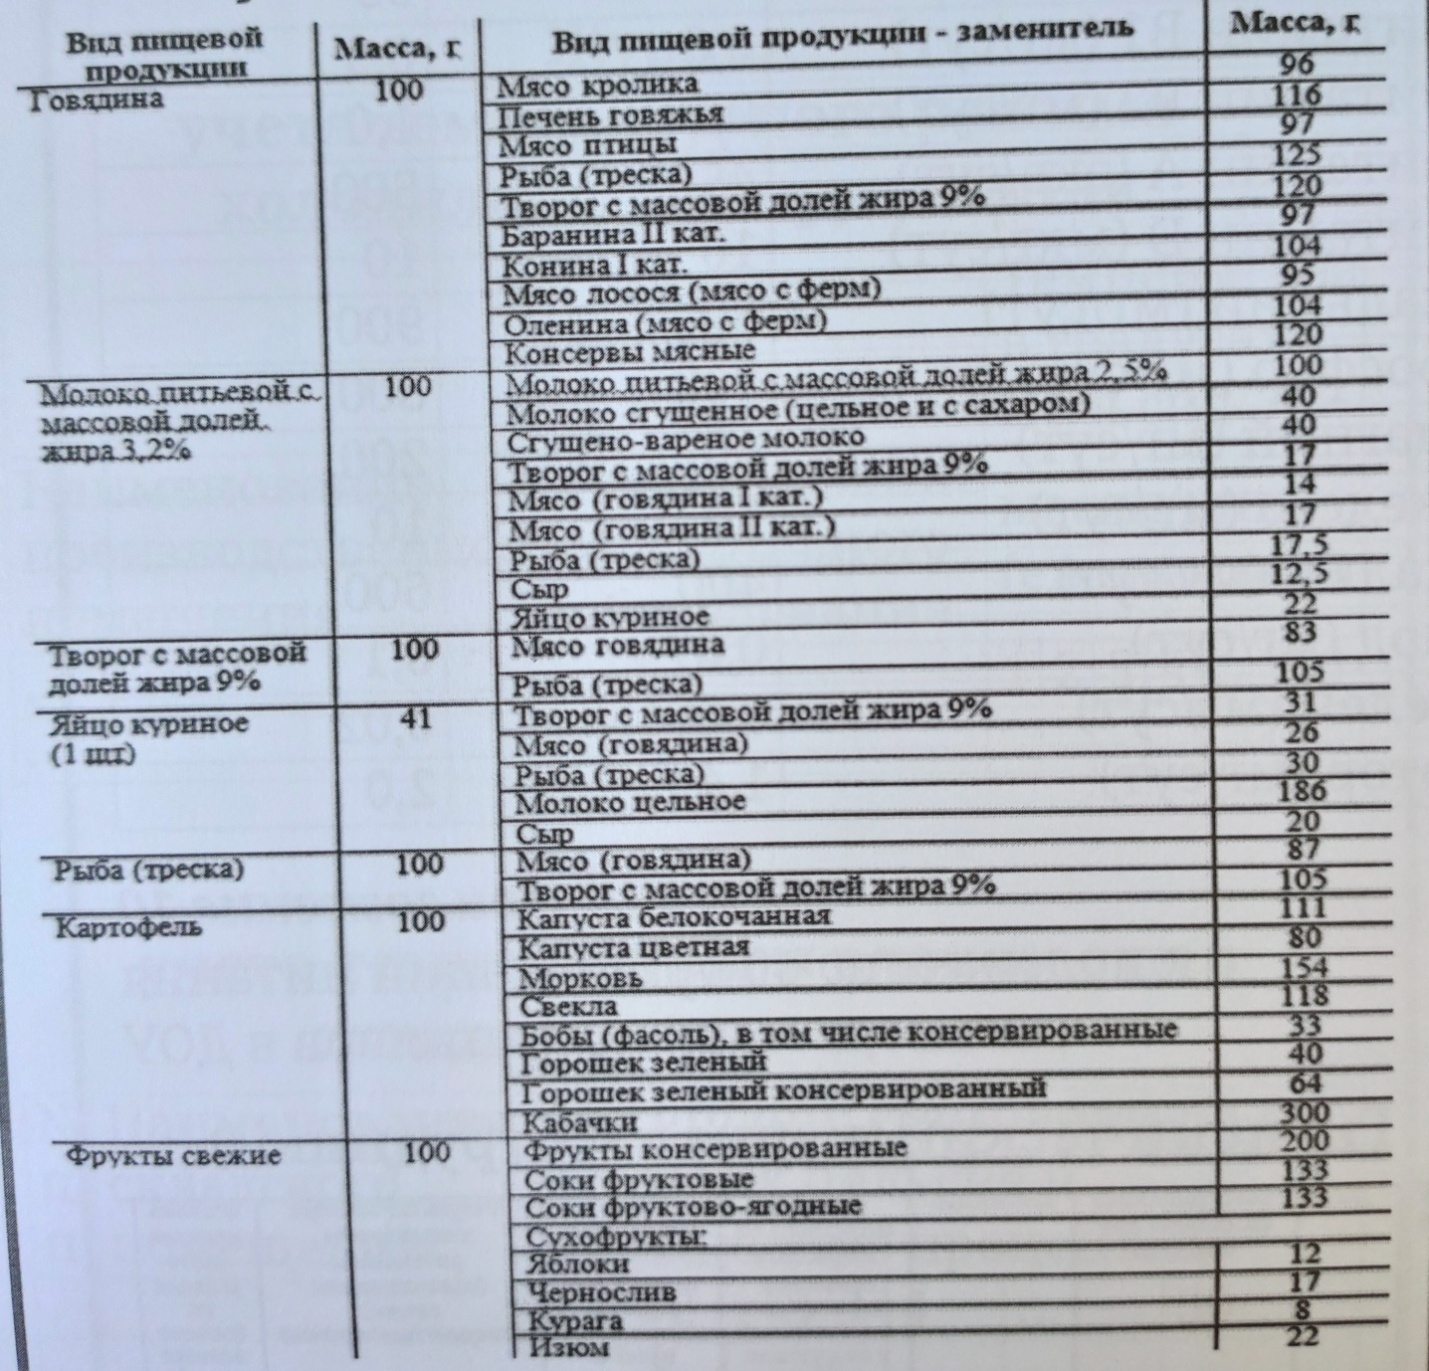 Вид пищевой продукции | Масса, г | Вид пищевой продукции - заменитель | Масса, г
Говядина | 100 | Мясо кролика | 96
Печень говяжья | 116
Мясо птицы | 97
Рыба (треска) | 125
Творог с массовой долей жира 9% | 120
Баранина II кат. | 97
Конина I кат. | 104
Мясо лосося (мясо с ферм) | 95
Оленина (мясо с ферм) | 104
Консервы мясные | 120
Молоко питьевой с массовой долей жира 3,2% | 100 | Молоко питьевой с массовой долей жира 2,5% | 100
Молоко сгущенное (цельное и с сахаром) | 40
Сгущено-вареное молоко | 40
Творог с массовой долей жира 9% | 17
Мясо (говядина I кат.) | 14
Мясо (говядина II кат.) | 17
Рыба (треска) | 17,5
Сыр | 12,5
Яйцо куриное | 22
Творог с массовой долей жира 9% | 100 | Мясо говядина | 83
Рыба (треска) | 105
Яйцо куриное (1 шт.) | 41 | Творог с массовой долей жира 9% | 31
Мясо (говядина) | 26
Рыба (треска) | 30
Молоко цельное | 186
Сыр | 20
Рыба (треска) | 100 | Мясо (говядина) | 87
Творог с массовой долей жира 9% | 105
Картофель | 100 | Капуста белокочанная | 111
Капуста цветная | 80
Морковь | 154
Свекла | 118
Бобы (фасоль), в том числе консервированные | 33
Горошек зеленый | 40
Горошек зеленый консервированный | 64
Кабачки | 300
Фрукты свежие | 100 | Фрукты консервированные | 200
Соки фруктовые | 133
Соки фруктово-ягодные | 133
Сухофрукты:
Яблоки | 12
Чернослив | 17
Курага | 8
Изюм | 22